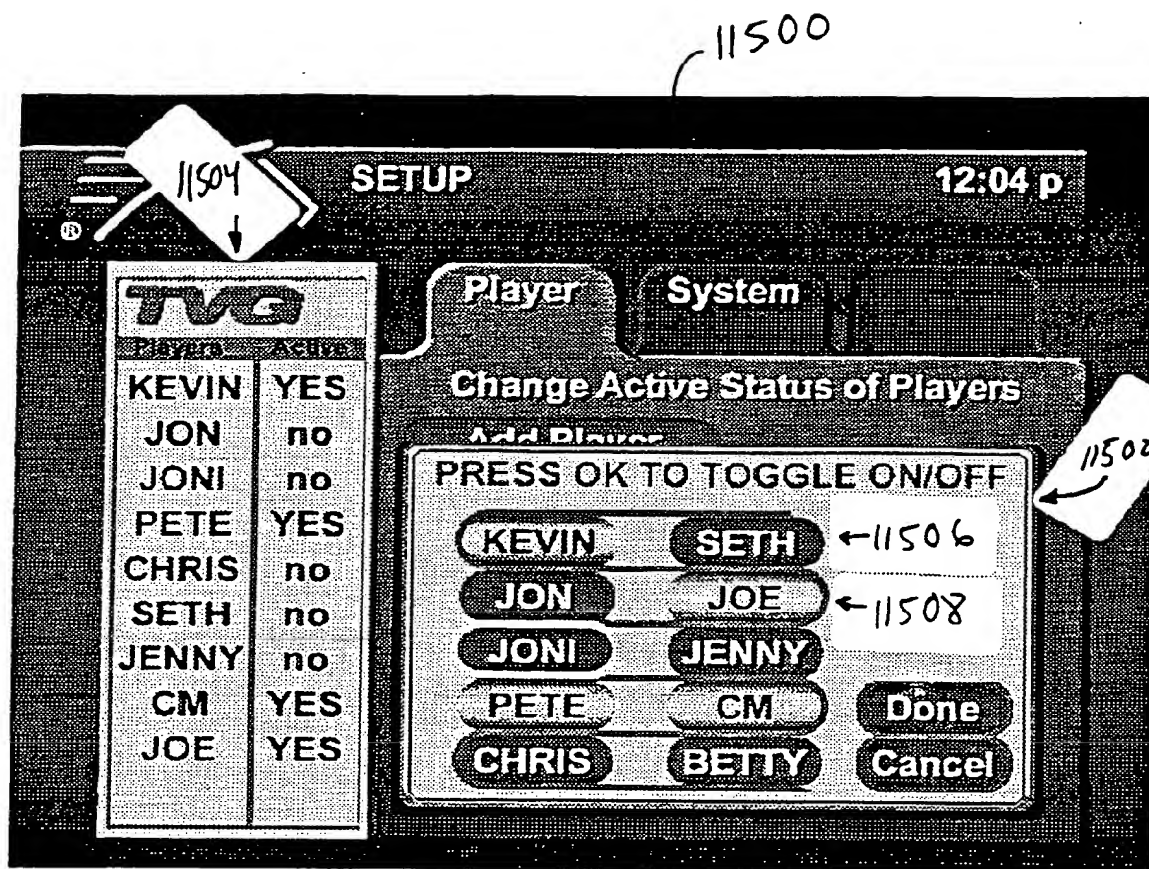 11500
11504
SETUP 12:04 p
®
TVG
Players Active
KEVIN YES
JON no
JONI no
PETE YES
CHRIS no
SETH no
JENNY no
CM YES
JOE YES
Player System
Change Active Status of Players
Add Player
11502
PRESS OK TO TOGGLE ON/OFF
KEVIN SETH ←11506
JON JOE ←11508
JONI JENNY
PETE CM Done
CHRIS BETTY Cancel